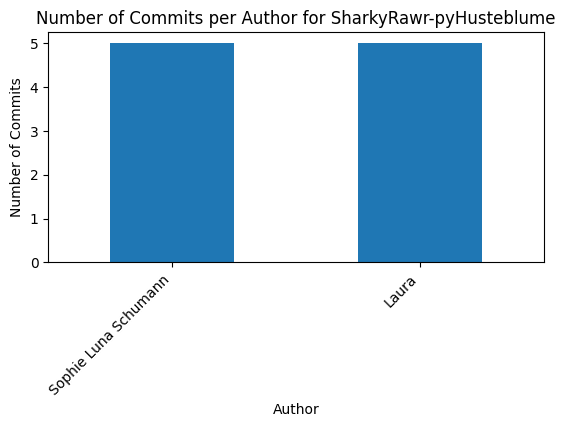 Number of Commits per Author for SharkyRawr-pyHusteblume
Number of Commits
5
4
3
2
1
0
Sophie Luna Schumann
Laura
Author